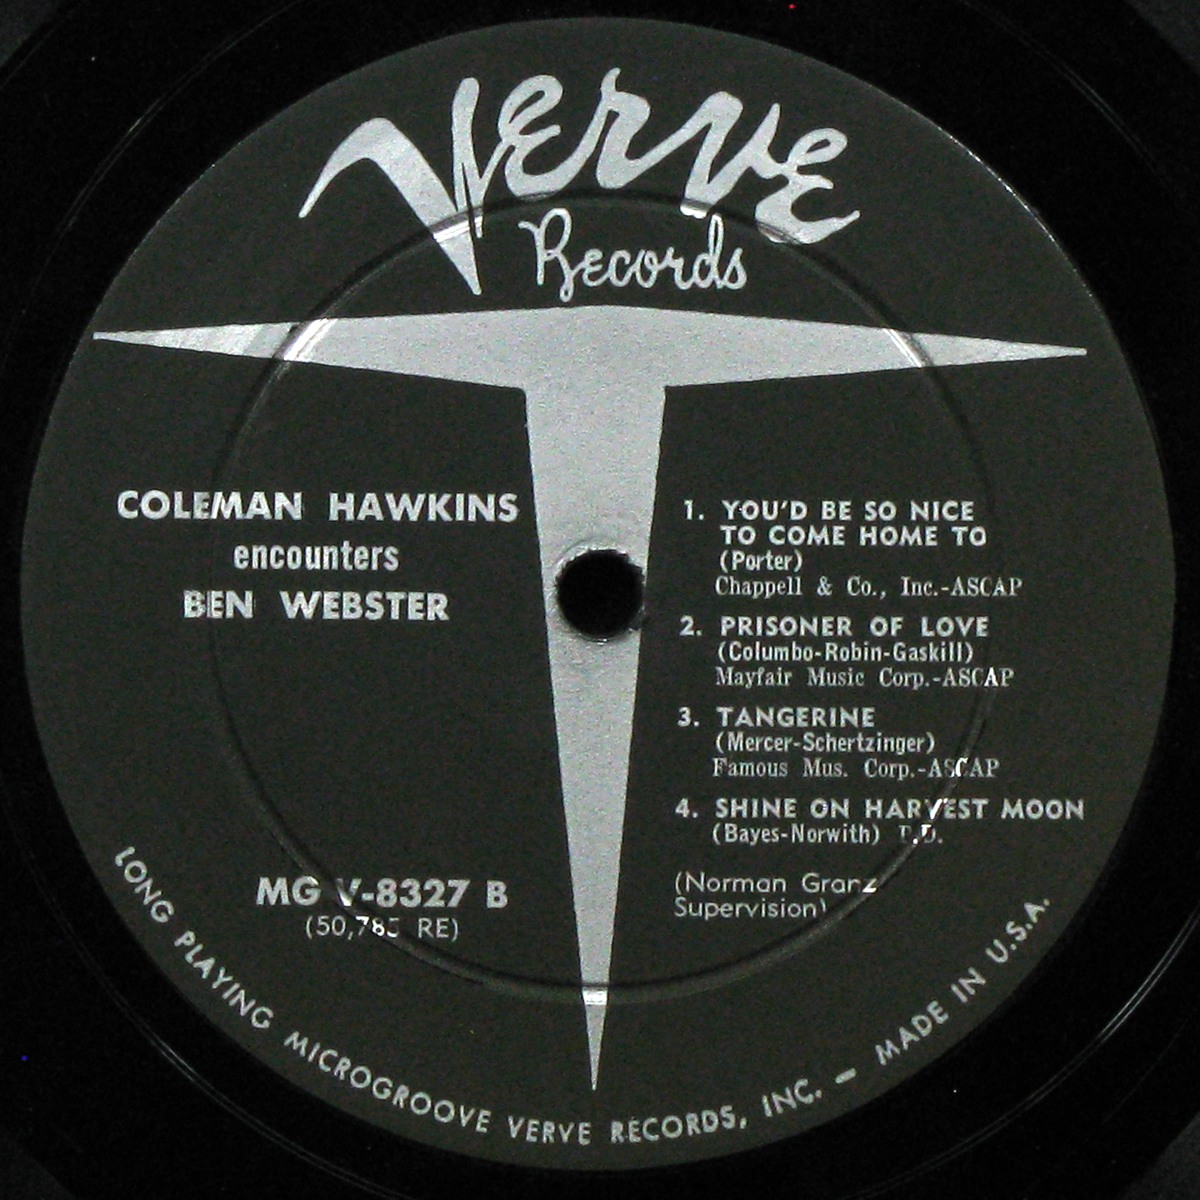 Verve
Records
COLEMAN HAWKINS
encounters
BEN WEBSTER
1. YOU'D BE SO NICE
TO COME HOME TO
(Porter)
Chappell & Co., Inc.-ASCAP
2. PRISONER OF LOVE
(Columbo-Robin-Gaskill)
Mayfair Music Corp.-ASCAP
3. TANGERINE
(Mercer-Schertzinger)
Famous Mus. Corp.-ASCAP
4. SHINE ON HARVEST MOON
(Bayes-Norwith) P.D.
(Norman Granz
Supervision)
MG V-8327 B
(50,785 RE)
LONG PLAYING MICROGROOVE VERVE RECORDS, INC. – MADE IN U.S.A.